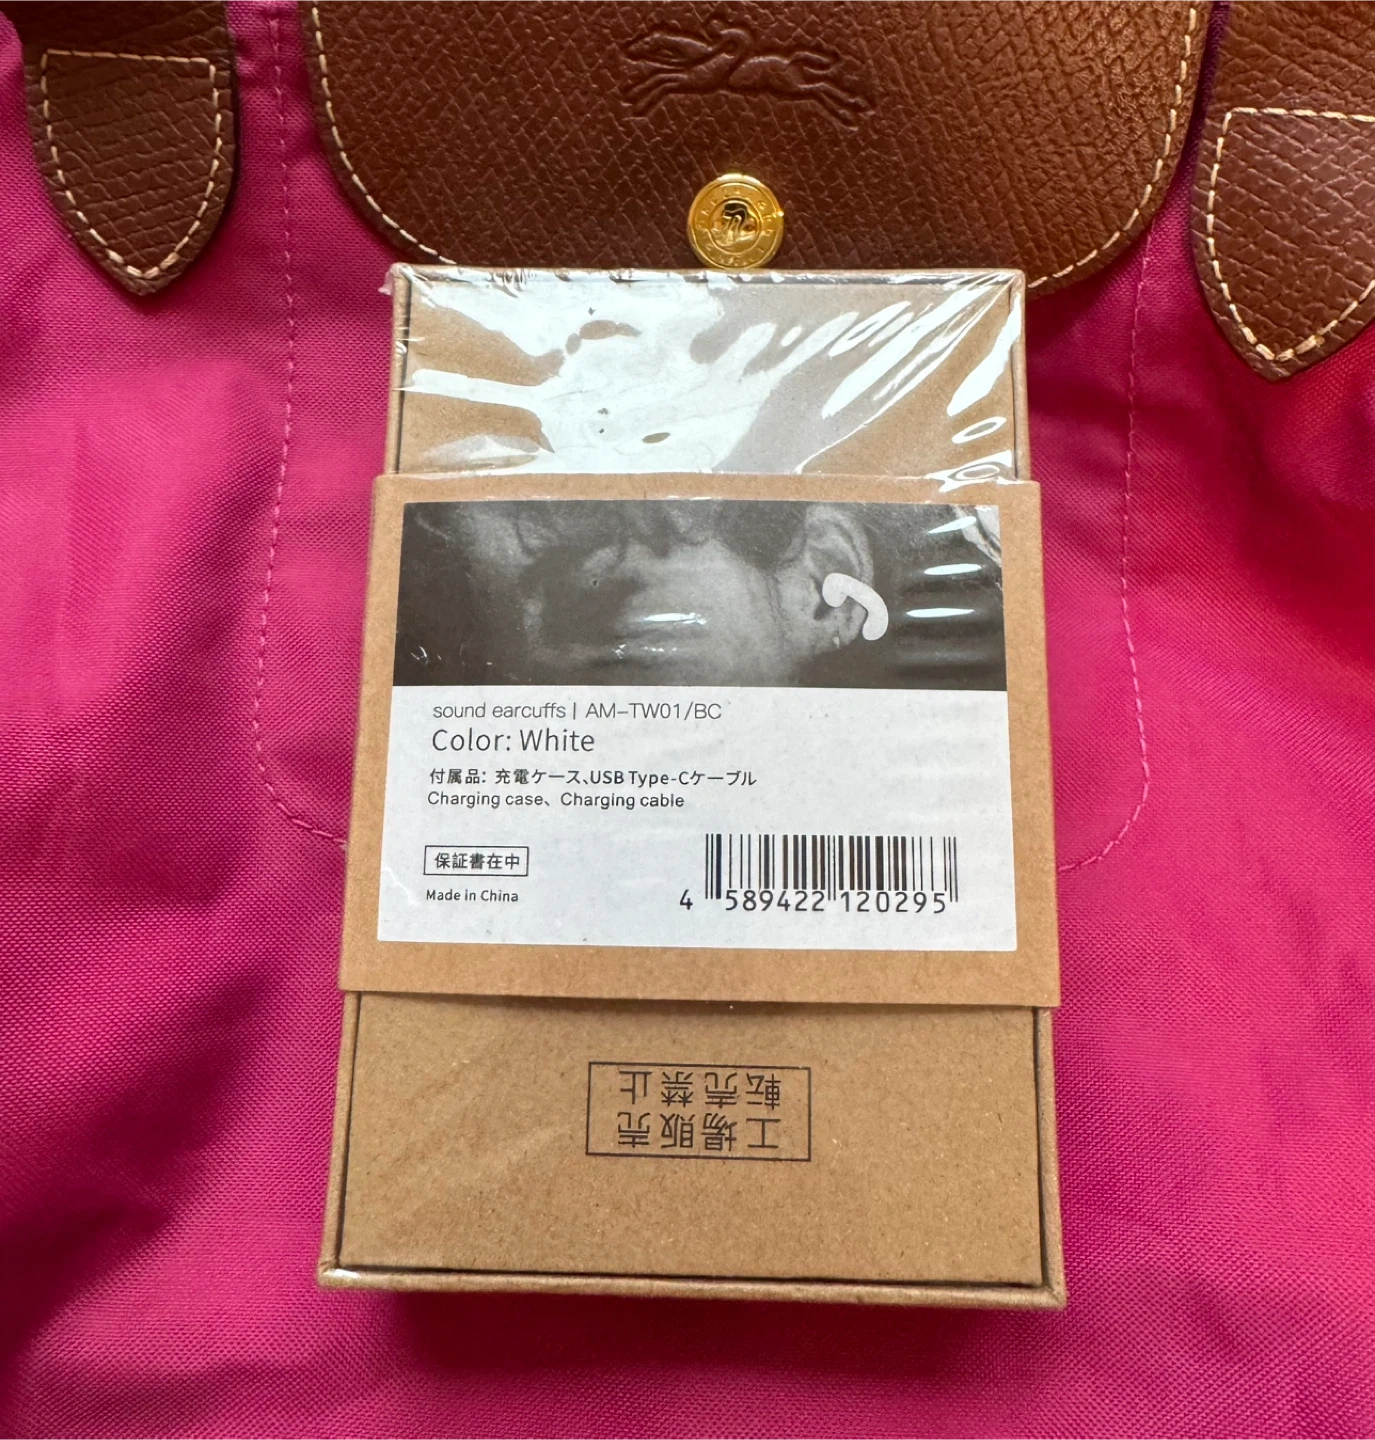 sound earcuffs | AM-TW01/BC
Color: White
付属品: 充電ケース、USB Type-Cケーブル
Charging case、Charging cable
保証書在中
Made in China
4 589422 120295
工場販売
転売禁止